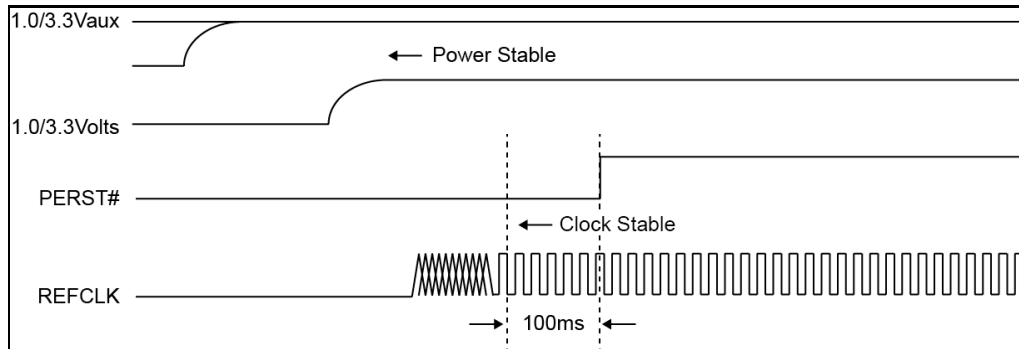 1.0/3.3Vaux
Power Stable
1.0/3.3Volts
PERST#
Clock Stable
REFCLK
100ms